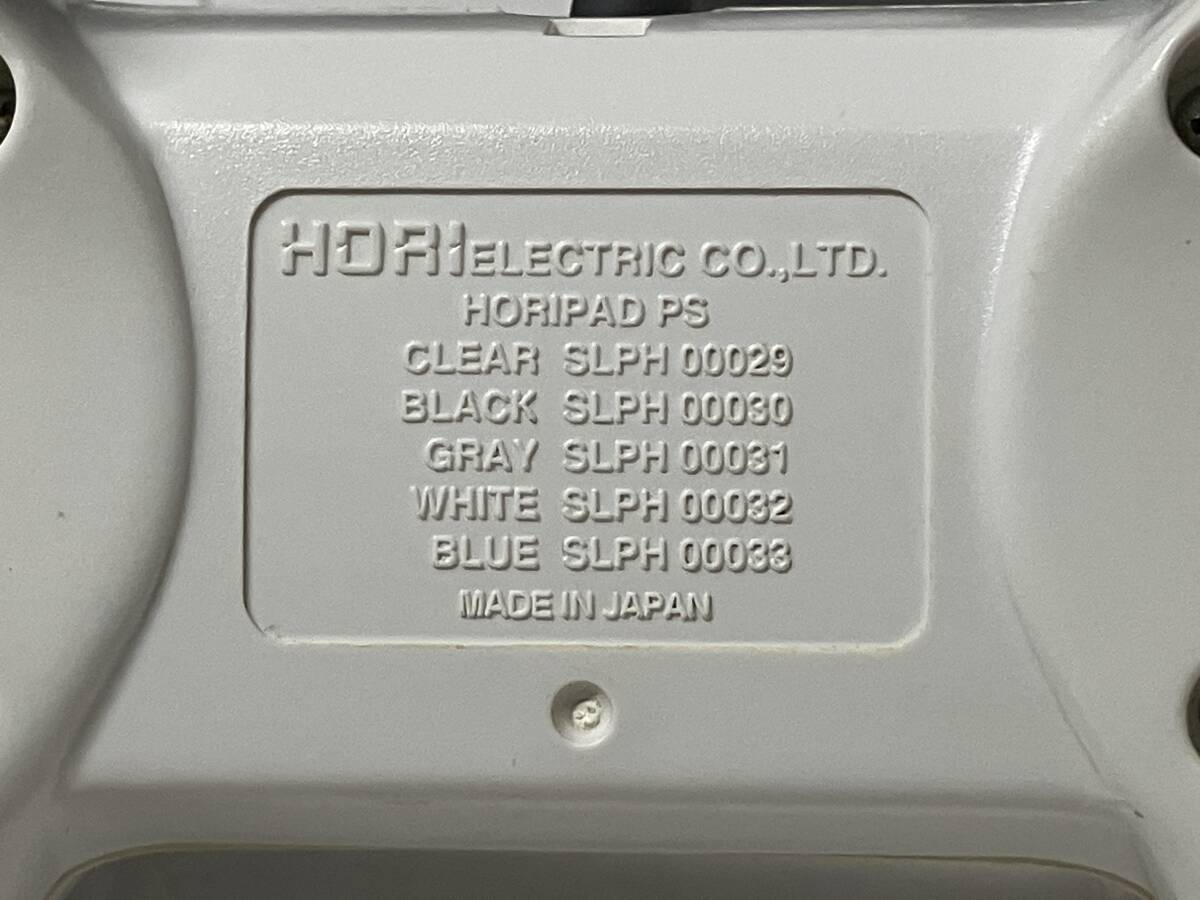 HORI ELECTRIC CO.,LTD.
HORIPAD PS
CLEAR SLPH 00029
BLACK SLPH 00030
GRAY SLPH 00031
WHITE SLPH 00032
BLUE SLPH 00033
MADE IN JAPAN